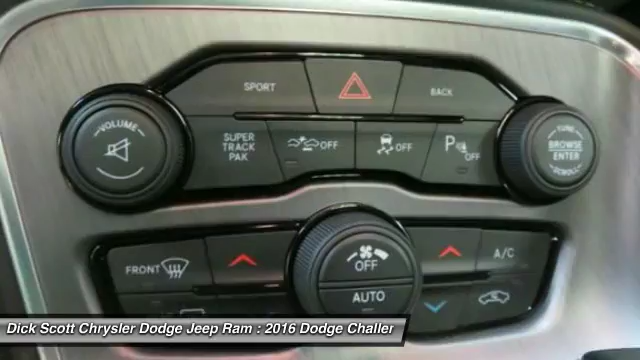 SPORT
BACK
VOLUME
SUPER
TRACK
PAK
OFF
OFF
P
OFF
TUNE
BROWSE
ENTER
SCROLL
FRONT
OFF
A/C
AUTO
Dick Scott Chrysler Dodge Jeep Ram : 2016 Dodge Challer